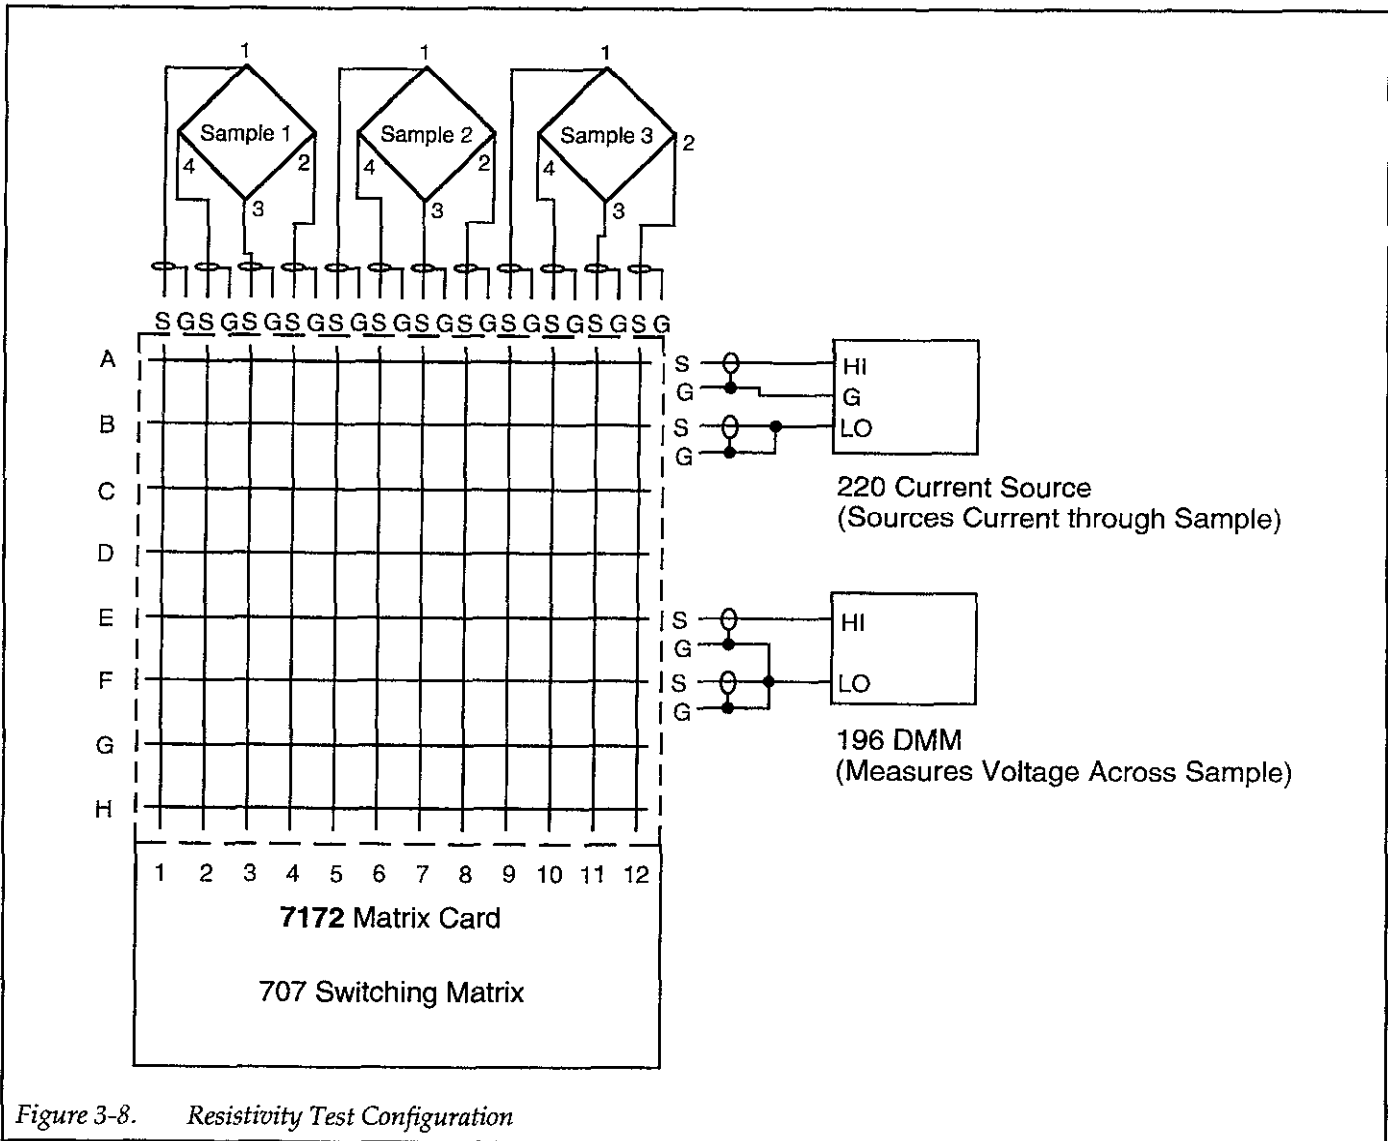 1 1 1
Sample 1 Sample 2 Sample 3
4 2 4 2 4 2
3 3 3
S G S G S G S G S G S G S G S G S G S G S G S G
A S HI
G G
B S LO
G
C
220 Current Source
(Sources Current through Sample)
D
E S HI
G
F S LO
G
G
196 DMM
(Measures Voltage Across Sample)
H
1 2 3 4 5 6 7 8 9 10 11 12
7172 Matrix Card
707 Switching Matrix
Figure 3-8. Resistivity Test Configuration